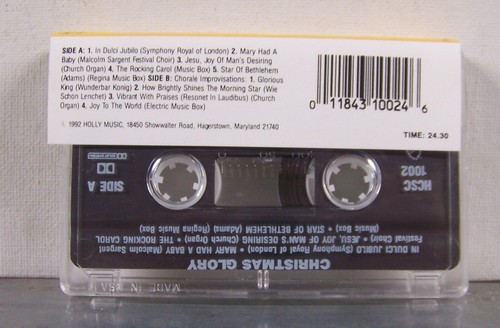 SIDE A: 1. In Dulci Jubilo (Symphony Royal of London) 2. Mary Had A
Baby (Malcolm Sargent Festival Choir) 3. Jesu, Joy Of Man's Desiring
(Church Organ) 4. The Rocking Carol (Music Box) 5. Star Of Bethlehem
(Adams) (Regina Music Box) SIDE B: Chorale Improvisations: 1. Glorious
King (Wunderbar Konig) 2. How Brightly Shines The Morning Star (Wie
Schon Lenchet) 3. Vibrant With Praises (Resonet In Laudibus) (Church
Organ) 4. Joy To The World (Electric Music Box)
0 11843 10024 6
1992 HOLLY MUSIC, 18450 Showwalter Road, Hagerstown, Maryland 21740
TIME: 24.30
CHRISTMAS GLORY
IN DULCI JUBILO (Symphony Royal of London) • MARY HAD A BABY (Malcolm Sargent
Festival Choir) • JESU, JOY OF MAN'S DESIRING (Church Organ) • THE ROCKING CAROL
(Music Box) • STAR OF BETHLEHEM (Adams) (Regina Music Box)
HCSC
1002
SIDE A
MADE IN USA